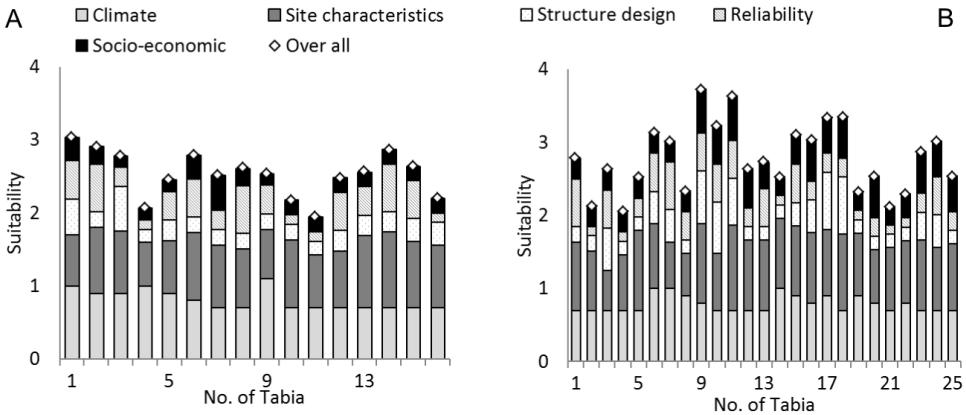 A
Climate
Site characteristics
Socio-economic
Over all
4
3
2
1
0
Suitability
1
5
9
13
No. of Tabia
Structure design
Reliability
B
4
3
2
1
0
Suitability
1
5
9
13
17
21
25
No. of Tabia